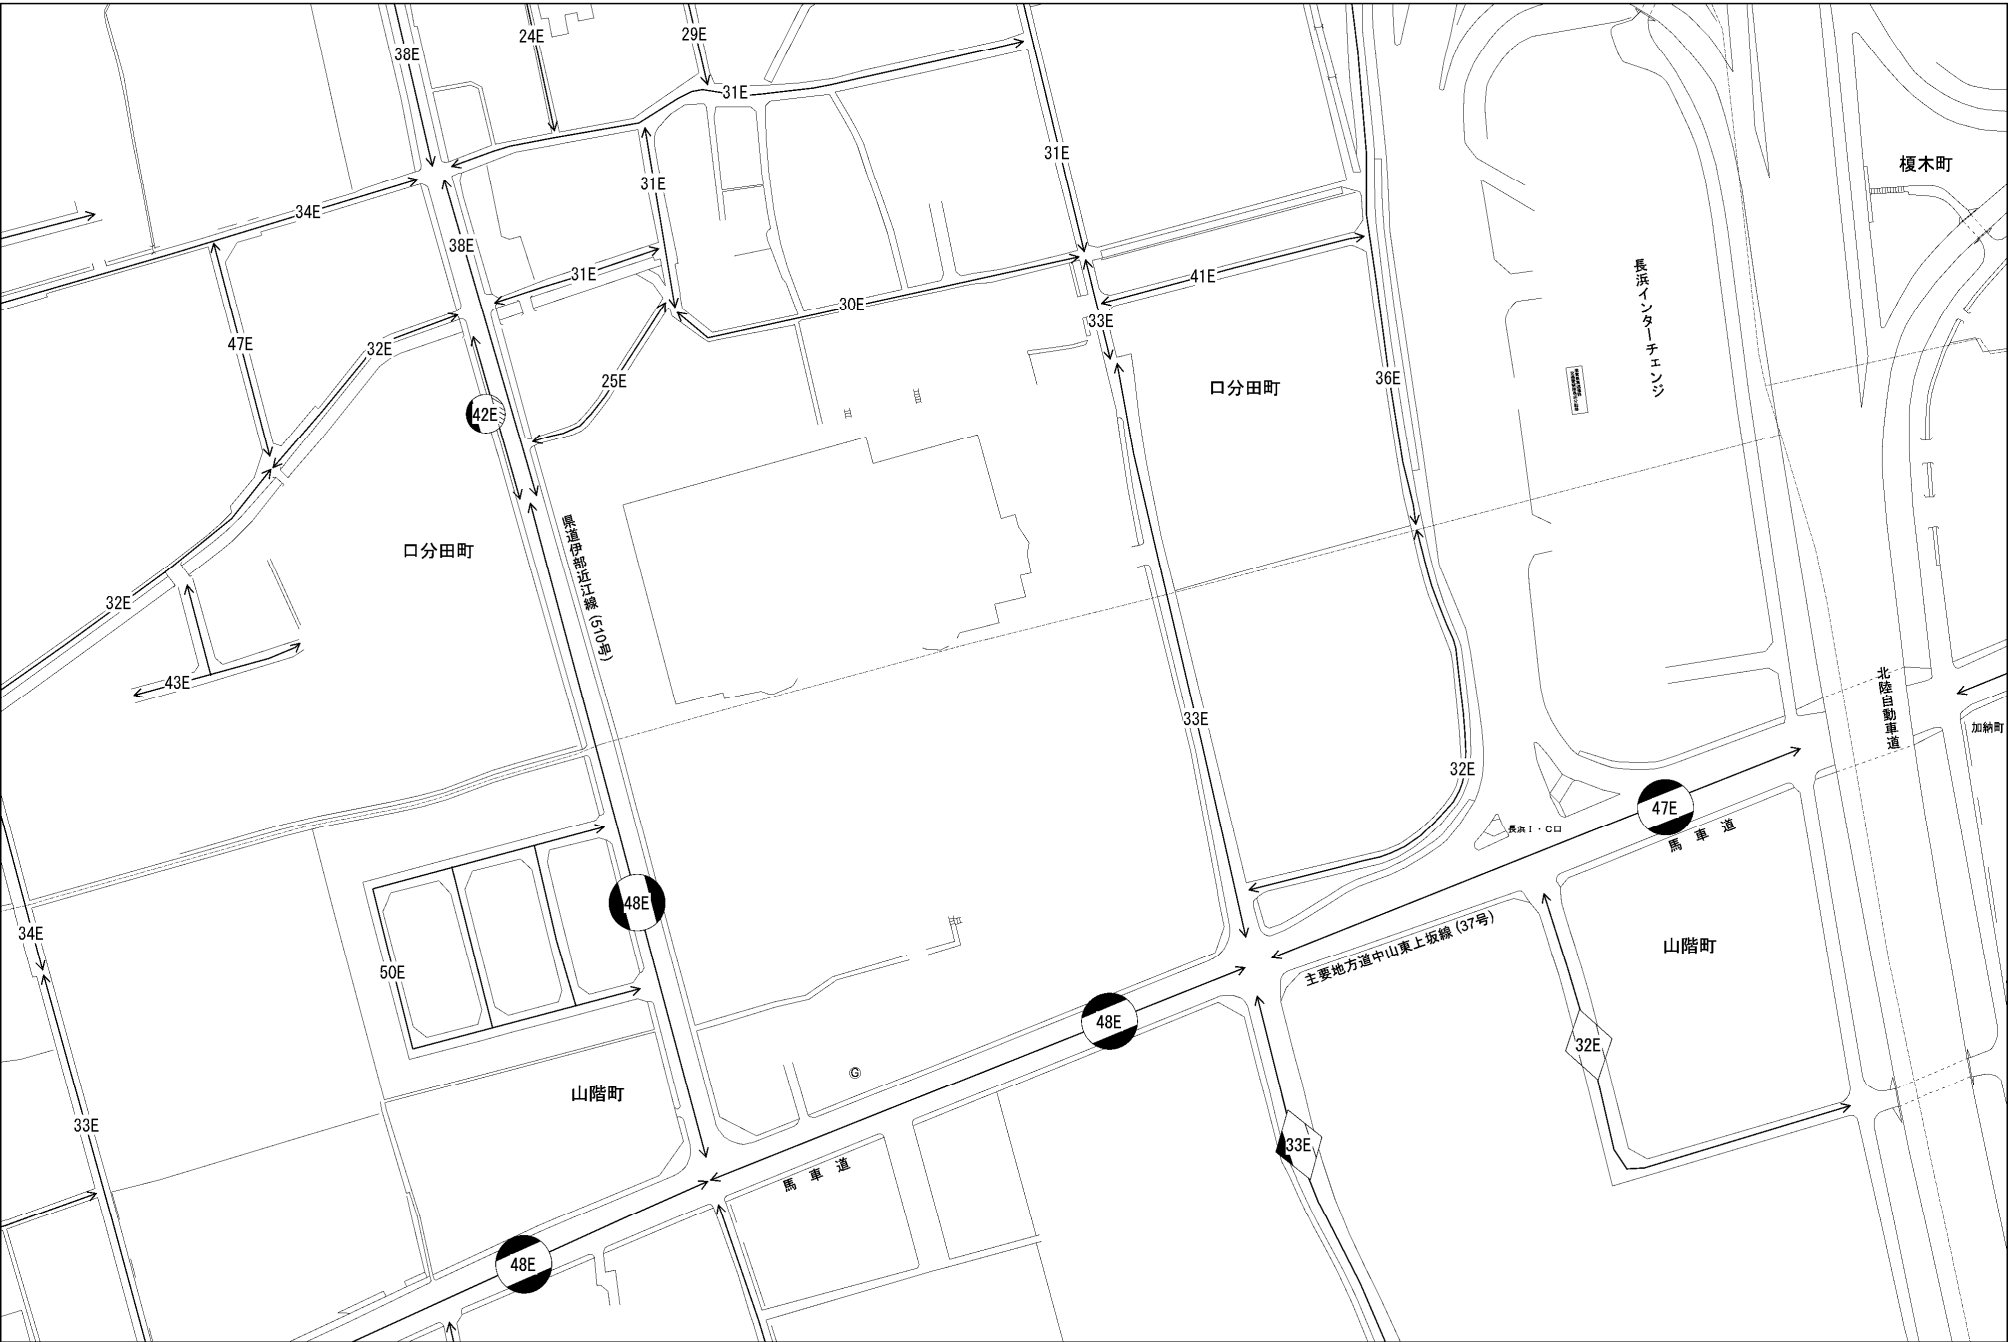 38E
24E
29E
31E
31E
榎木町
31E
34E
38E
31E
41E
30E
33E
長浜インターチェンジ
47E
32E
25E
36E
口分田町
42E
口分田町
県道伊部近江線(510号)
32E
43E
33E
北陸自動車道
加納町
32E
47E
長浜I・C口
馬車道
48E
34E
主要地方道中山東上坂線(37号)
山階町
50E
48E
32E
G
山階町
33E
33E
馬車道
48E